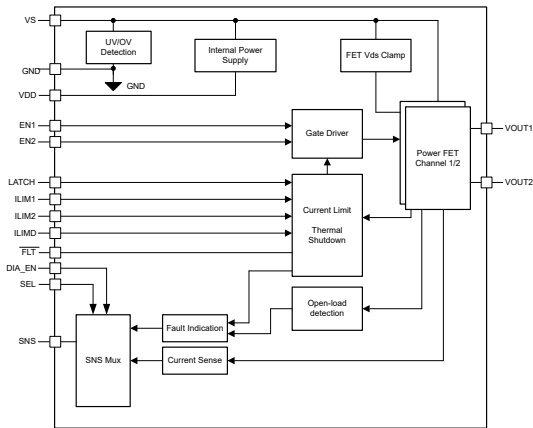 VS
UV/OV
Detection
Internal Power
Supply
FET Vds Clamp
GND
GND
VDD
EN1
EN2
Gate Driver
Power FET
Channel 1/2
VOUT1
VOUT2
LATCH
ILIM1
ILIM2
ILIMD
FLT
Current Limit
Thermal
Shutdown
DIA_EN
SEL
Open-load
detection
Fault Indication
SNS
SNS Mux
Current Sense